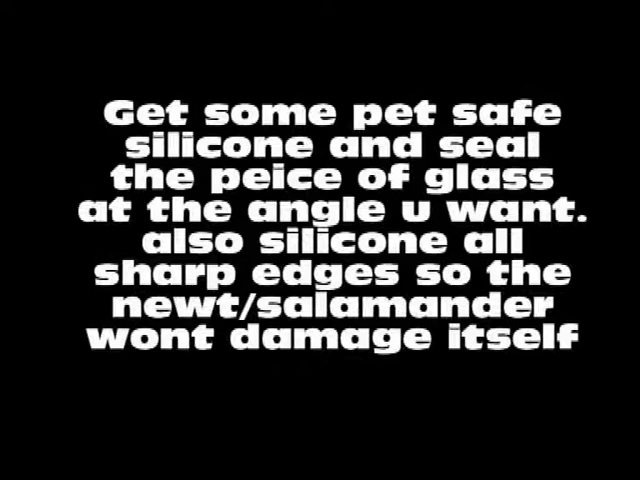 Get some pet safe
silicone and seal
the peice of glass
at the angle u want.
also silicone all
sharp edges so the
newt/salamander
wont damage itself